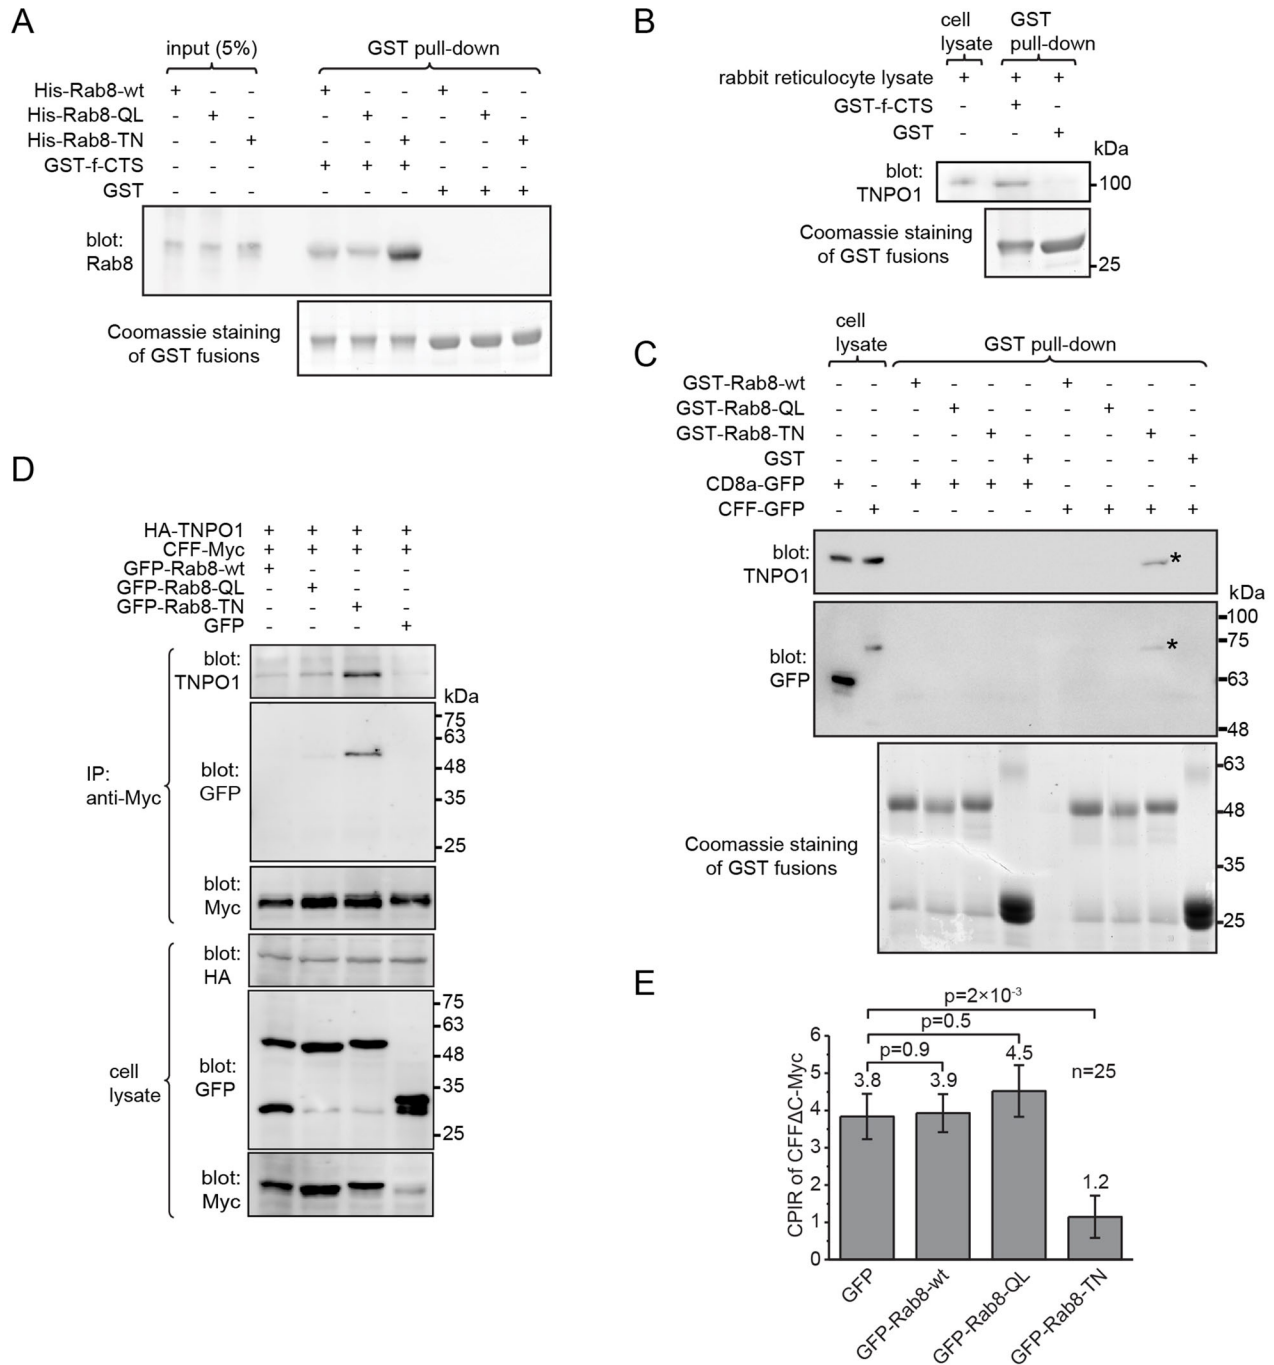 A
input (5%)
GST pull-down
His-Rab8-wt + - - + - - + - -
His-Rab8-QL - + - - + - - + -
His-Rab8-TN - - + - - + - - +
GST-f-CTS - - - + + + - - -
GST - - - - - - + + +
blot:
Rab8
Coomassie staining
of GST fusions
B
cell
lysate
GST
pull-down
rabbit reticulocyte lysate + + +
GST-f-CTS - + -
GST - - +
kDa
blot:
TNPO1
100
Coomassie staining
of GST fusions
25
C
cell
lysate
GST pull-down
GST-Rab8-wt - - + - - - + - - -
GST-Rab8-QL - - - + - - - + - -
GST-Rab8-TN - - - - + - - - + -
GST - - - - - + - - - +
CD8a-GFP + - + + + + - - - -
CFF-GFP - + - - - - + + + +
blot:
TNPO1
*
kDa
100
75
63
48
blot:
GFP
*
63
48
35
25
Coomassie staining
of GST fusions
D
HA-TNPO1 + + + +
CFF-Myc + + + +
GFP-Rab8-wt + - - -
GFP-Rab8-QL - + - -
GFP-Rab8-TN - - + -
GFP - - - +
IP:
anti-Myc
blot:
TNPO1
kDa
75
63
48
35
25
blot:
GFP
blot:
Myc
cell
lysate
blot:
HA
75
63
48
35
25
blot:
GFP
blot:
Myc
E
p=2×10⁻³
p=0.5
p=0.9
n=25
3.8
3.9
4.5
1.2
CPIR of CFFΔC-Myc
6
5
4
3
2
1
0
GFP
GFP-Rab8-wt
GFP-Rab8-QL
GFP-Rab8-TN